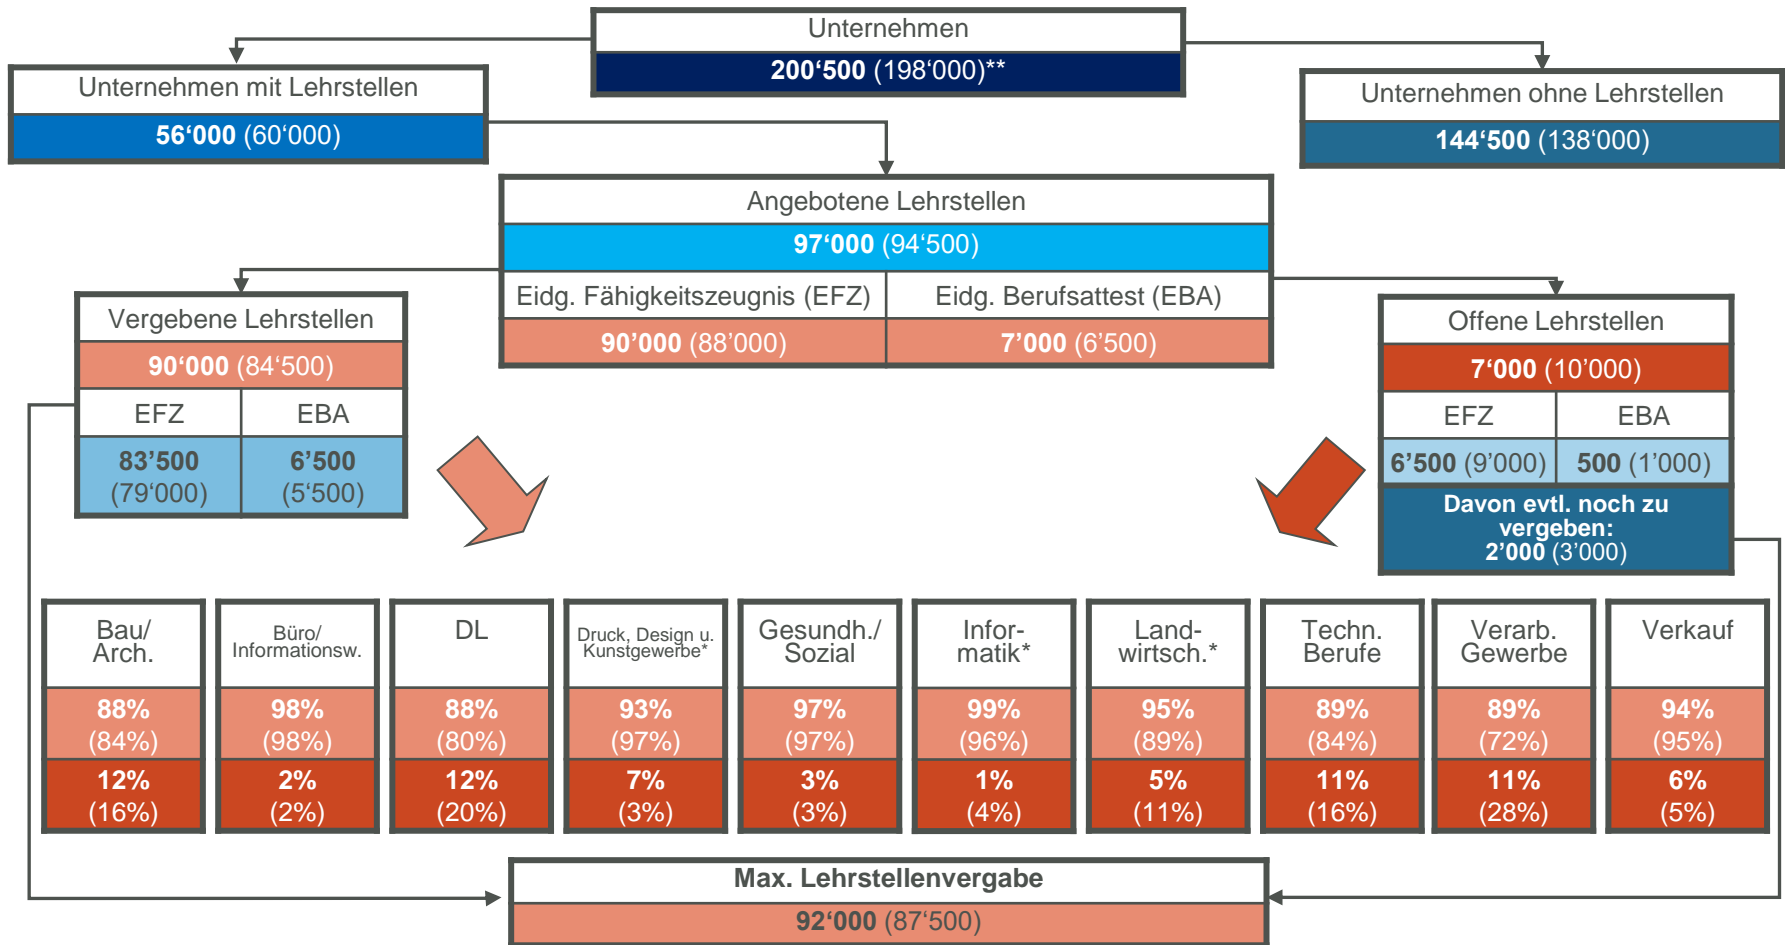 Unternehmen
200‘500 (198‘000)**
Unternehmen mit Lehrstellen
56‘000 (60‘000)
Unternehmen ohne Lehrstellen
144‘500 (138‘000)
Angebotene Lehrstellen
97‘000 (94‘500)
Eidg. Fähigkeitszeugnis (EFZ)
Eidg. Berufsattest (EBA)
90’000 (88’000)
7’000 (6’500)
Vergebene Lehrstellen
90‘000 (84‘500)
EFZ
EBA
83’500
(79‘000)
6’500
(5‘500)
Offene Lehrstellen
7‘000 (10’000)
EFZ
EBA
6’500 (9’000)
500 (1’000)
Davon evtl. noch zu
vergeben:
2’000 (3’000)
Bau/
Arch.
88%
(84%)
12%
(16%)
Büro/
Informationsw.
98%
(98%)
2%
(2%)
DL
88%
(80%)
12%
(20%)
Druck, Design u.
Kunstgewerbe*
93%
(97%)
7%
(3%)
Gesundh./
Sozial
97%
(97%)
3%
(3%)
Infor-
matik*
99%
(96%)
1%
(4%)
Land-
wirtsch.*
95%
(89%)
5%
(11%)
Techn.
Berufe
89%
(84%)
11%
(16%)
Verarb.
Gewerbe
89%
(72%)
11%
(28%)
Verkauf
94%
(95%)
6%
(5%)
Max. Lehrstellenvergabe
92‘000 (87‘500)